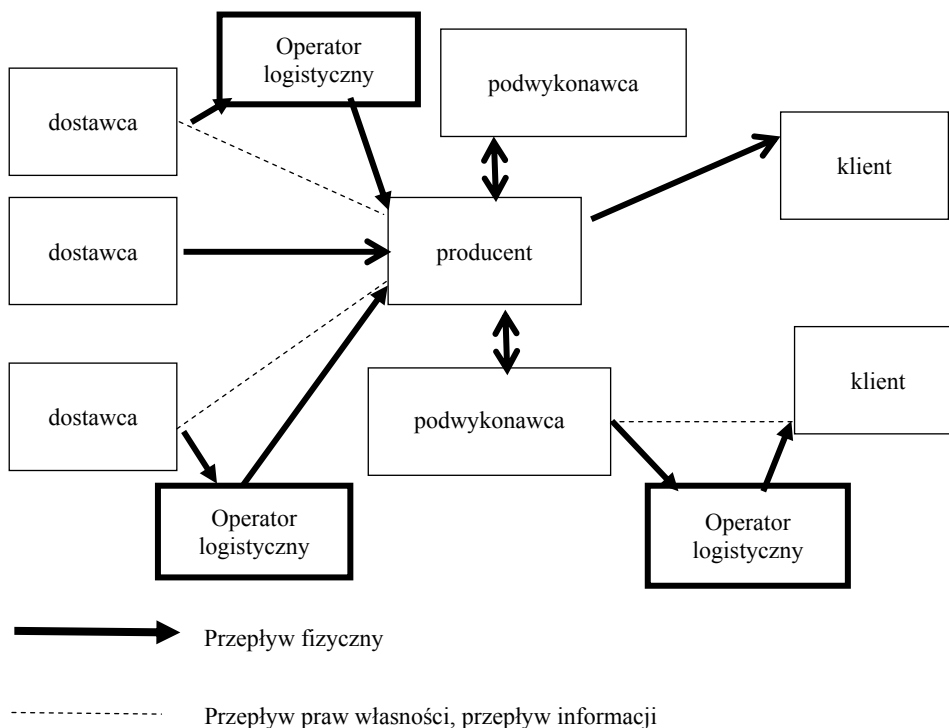 Operator
logistyczny
podwykonawca
dostawca
klient
dostawca
producent
dostawca
podwykonawca
klient
Operator
logistyczny
Operator
logistyczny
Przepływ fizyczny
Przepływ praw własności, przepływ informacji